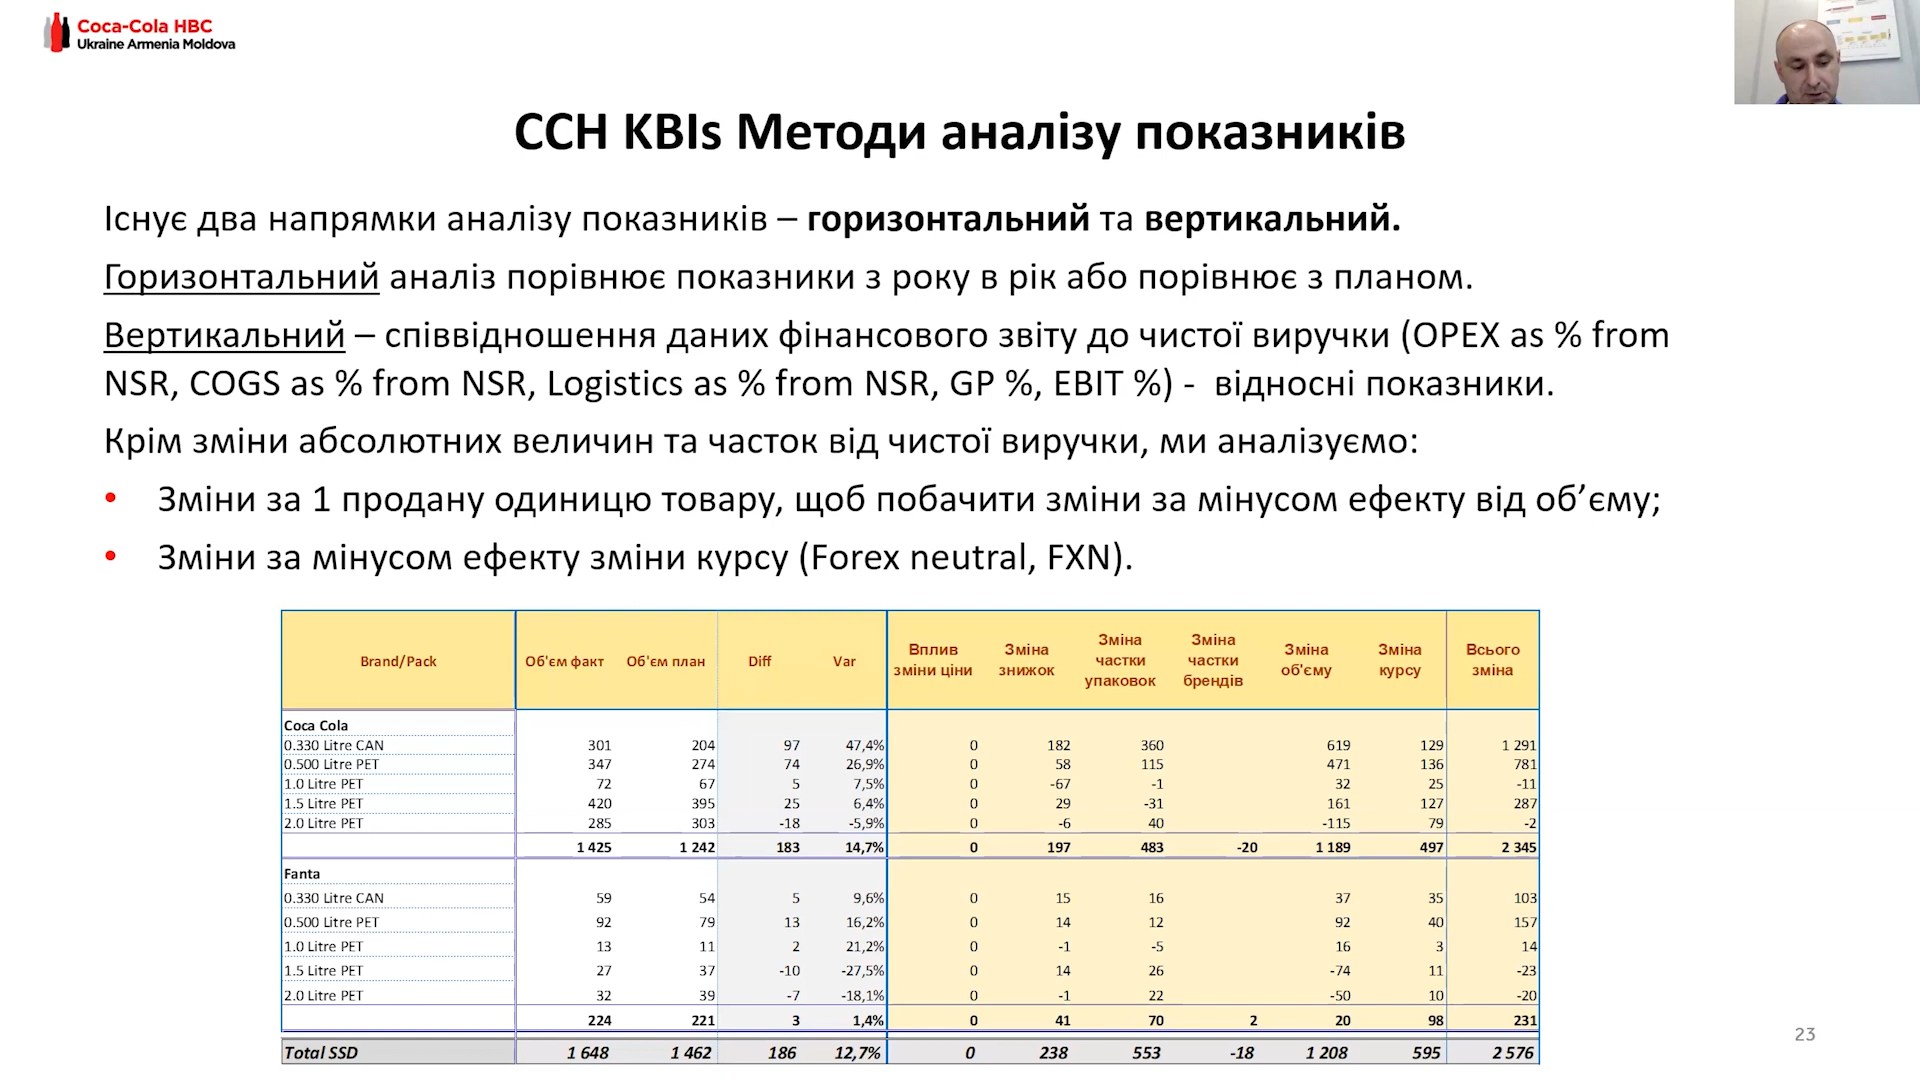 Coca-Cola HBC
Ukraine Armenia Moldova
CCH KBIs Методи аналізу показників
Існує два напрямки аналізу показників – горизонтальний та вертикальний.
Горизонтальний аналіз порівнює показники з року в рік або порівнює з планом.
Вертикальний – співвідношення даних фінансового звіту до чистої виручки (OPEX as % from
NSR, COGS as % from NSR, Logistics as % from NSR, GP %, EBIT %) - відносні показники.
Крім зміни абсолютних величин та часток від чистої виручки, ми аналізуємо:
• Зміни за 1 продану одиницю товару, щоб побачити зміни за мінусом ефекту від об’єму;
• Зміни за мінусом ефекту зміни курсу (Forex neutral, FXN).
Brand/Pack Об'єм факт Об'єм план Diff Var Вплив зміни ціни Зміна знижок Зміна частки упаковок Зміна частки брендів Зміна об'єму Зміна курсу Всього зміна
Coca Cola
0.330 Litre CAN 301 204 97 47,4% 0 182 360 619 129 1 291
0.500 Litre PET 347 274 74 26,9% 0 58 115 471 136 781
1.0 Litre PET 72 67 5 7,5% 0 -67 -1 32 25 -11
1.5 Litre PET 420 395 25 6,4% 0 29 -31 161 127 287
2.0 Litre PET 285 303 -18 -5,9% 0 -6 40 -115 79 -2
1 425 1 242 183 14,7% 0 197 483 -20 1 189 497 2 345
Fanta
0.330 Litre CAN 59 54 5 9,6% 0 15 16 37 35 103
0.500 Litre PET 92 79 13 16,2% 0 14 12 92 40 157
1.0 Litre PET 13 11 2 21,2% 0 -1 -5 16 3 14
1.5 Litre PET 27 37 -10 -27,5% 0 14 26 -74 11 -23
2.0 Litre PET 32 39 -7 -18,1% 0 -1 22 -50 10 -20
224 221 3 1,4% 0 41 70 2 20 98 231
Total SSD 1 648 1 462 186 12,7% 0 238 553 -18 1 208 595 2 576
23